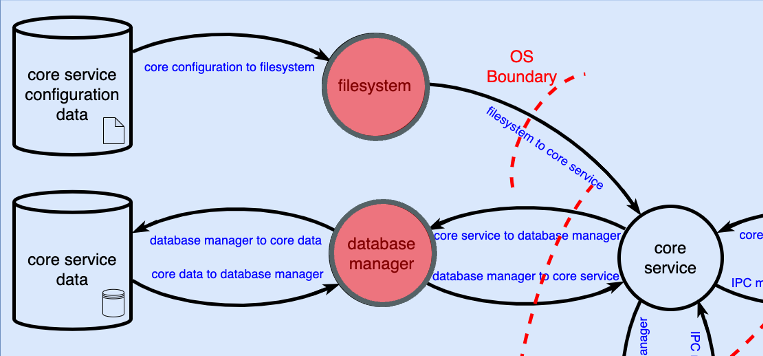 core service
configuration
data
core configuration to filesystem
filesystem
OS
Boundary
filesystem to core service
core service
data
database manager to core data
core data to database manager
database
manager
core service to database manager
database manager to core service
core
service
core
IPC m
anager
IPC